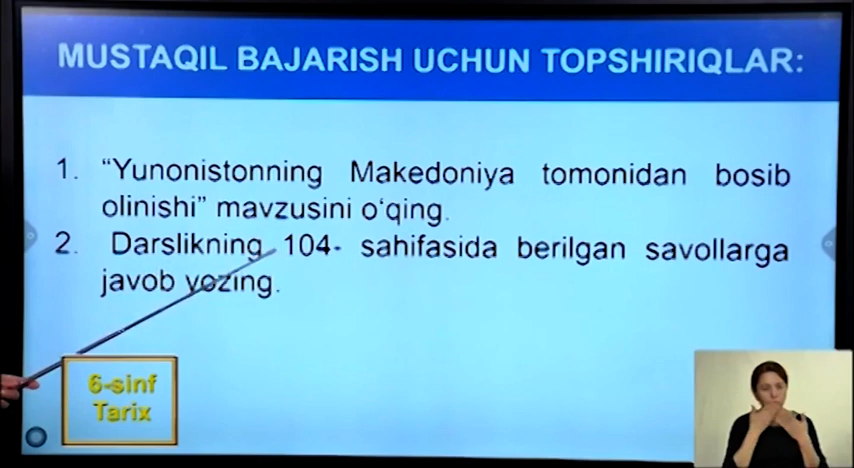 MUSTAQIL BAJARISH UCHUN TOPSHIRIQLAR:
1. “Yunonistonning Makedoniya tomonidan bosib
olinishi” mavzusini o‘qing.
2. Darslikning 104- sahifasida berilgan savollarga
javob yozing.
6-sinf
Tarix